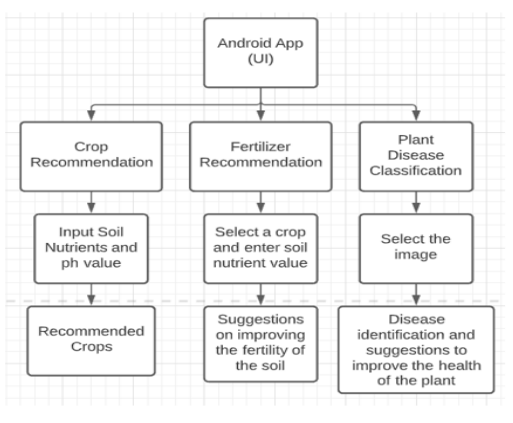 Android App
(UI)
Crop
Recommendation
Fertilizer
Recommendation
Plant
Disease
Classification
Input Soil
Nutrients and
ph value
Select a crop
and enter soil
nutrient value
Select the
image
Recommended
Crops
Suggestions
on improving
the fertility of
the soil
Disease
identification and
suggestions to
improve the health
of the plant